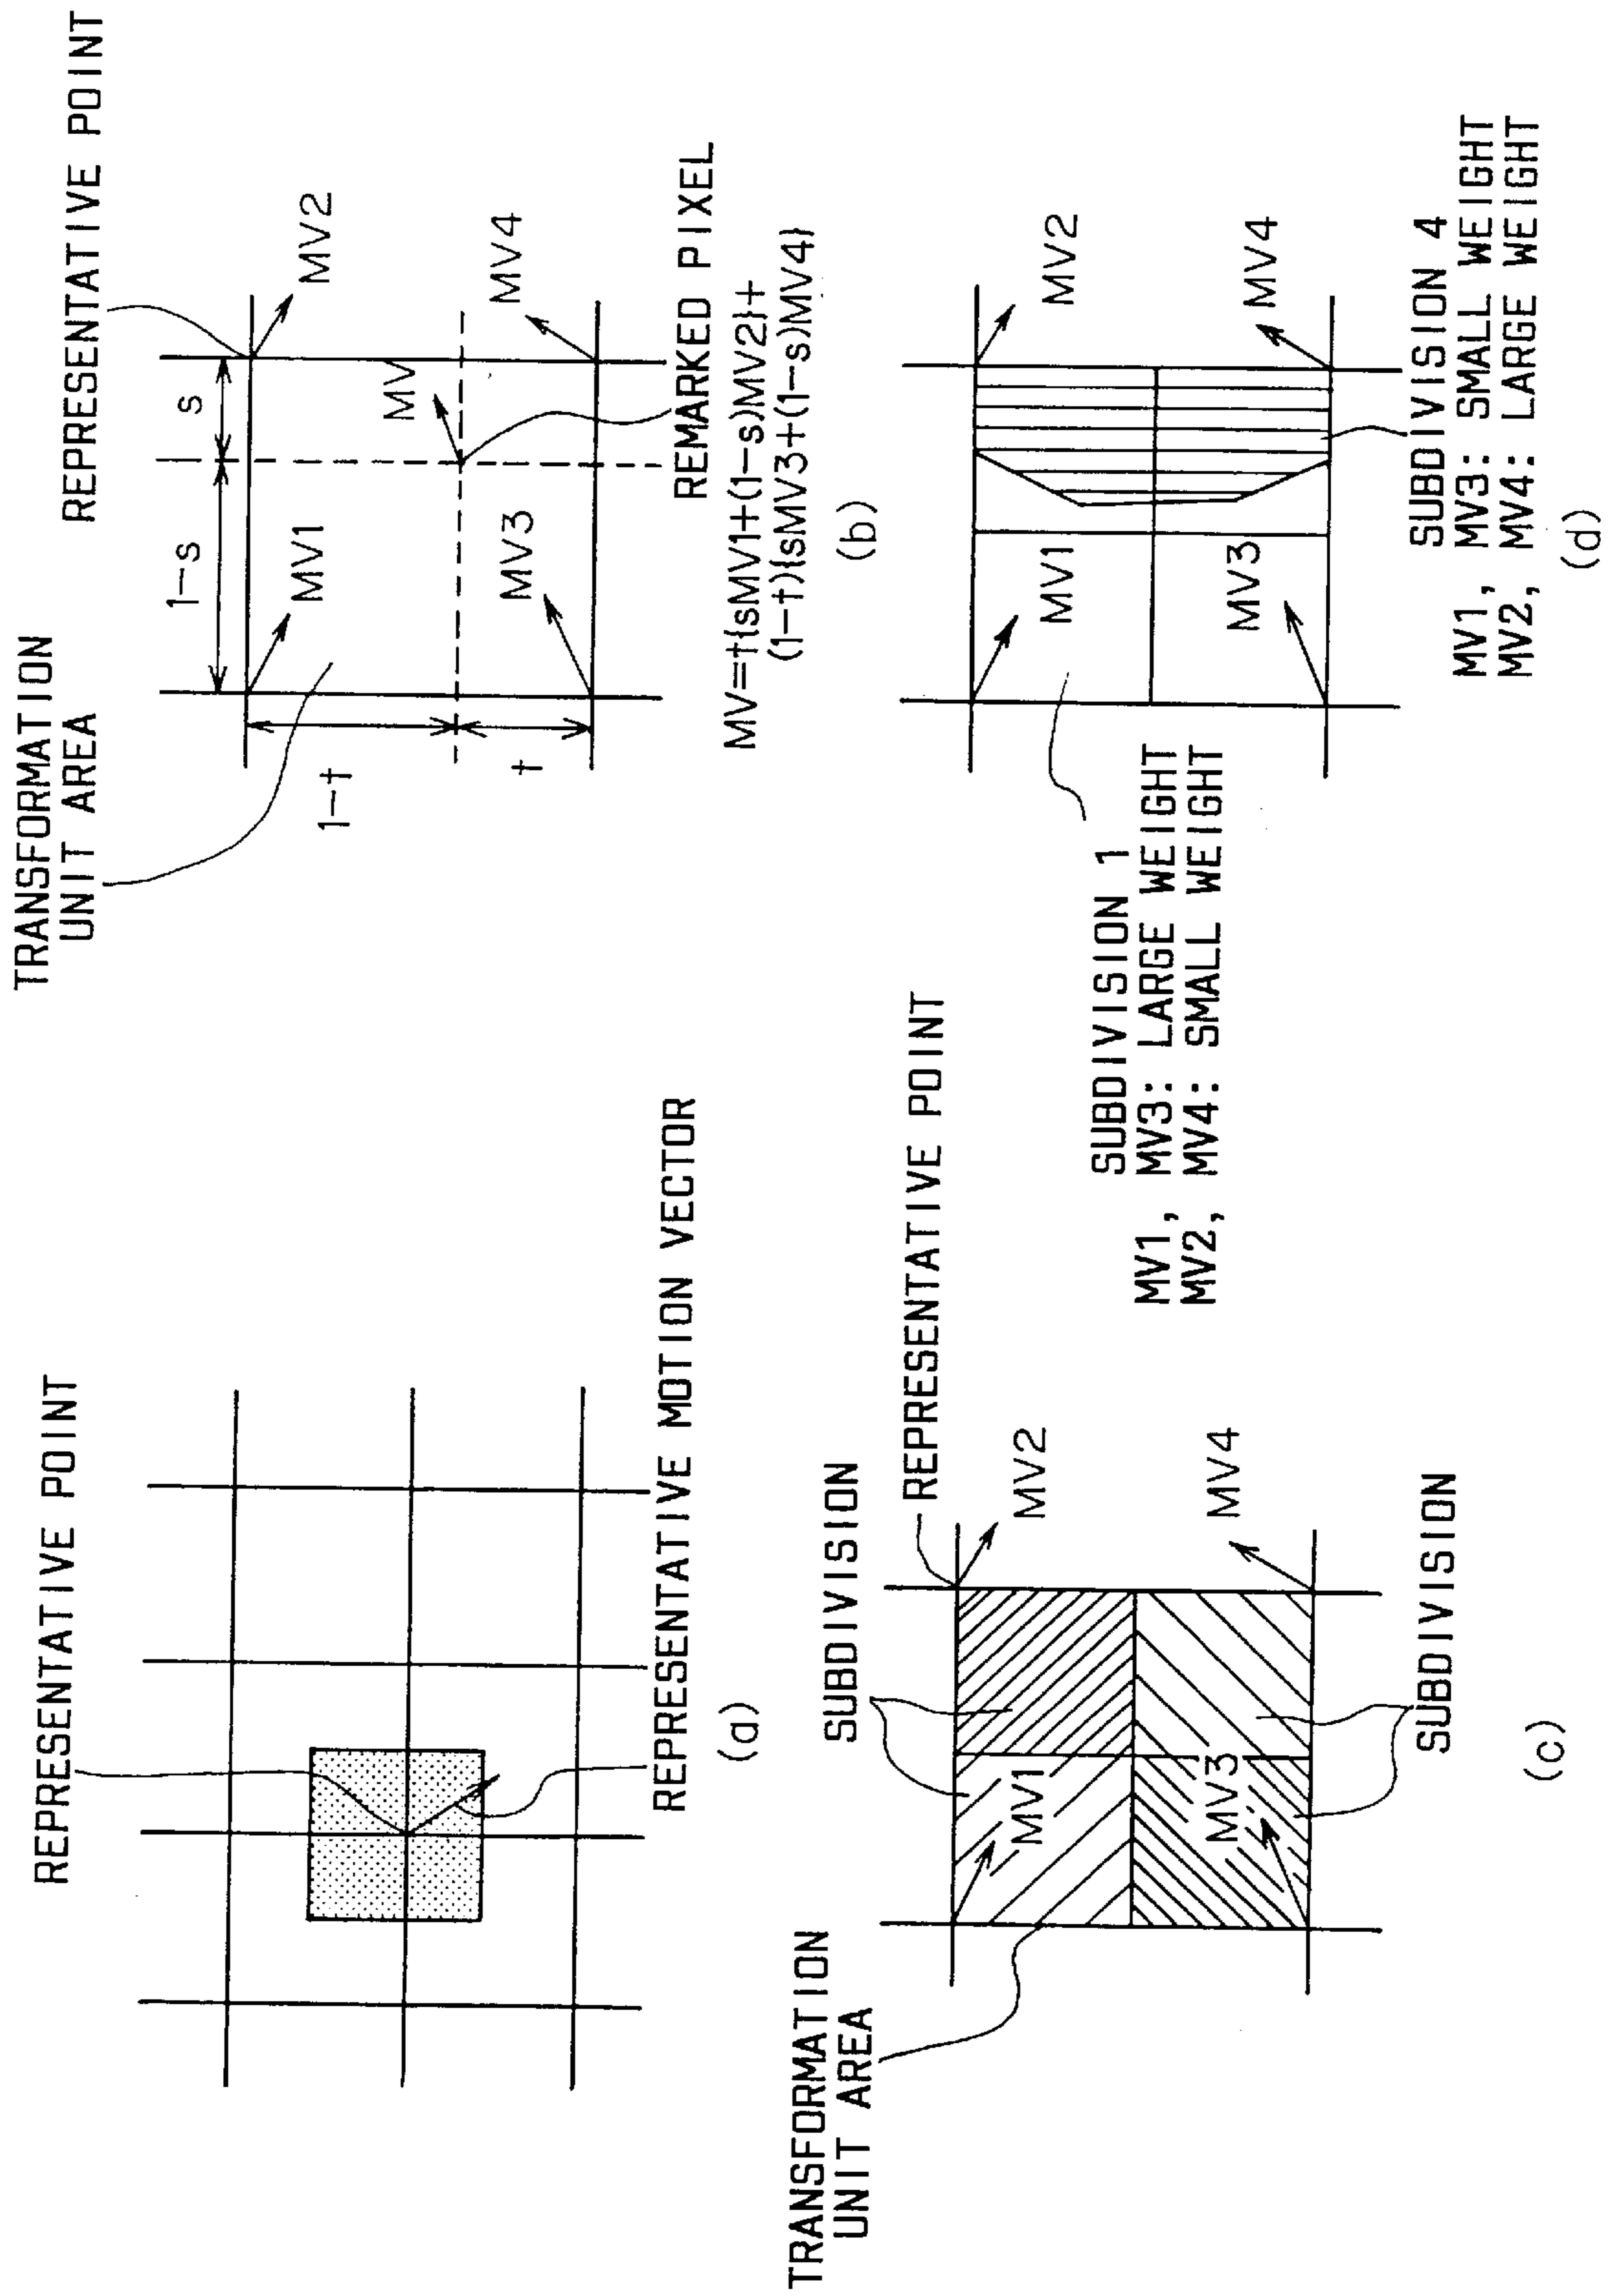 REPRESENTATIVE POINT
REPRESENTATIVE MOTION VECTOR
(a)
TRANSFORMATION
UNIT AREA
REPRESENTATIVE POINT
1-s
s
1-t
t
MV1
MV2
MV
MV3
MV4
REMARKED PIXEL
MV=t{sMV1+(1-s)MV2}+
(1-t){sMV3+(1-s)MV4}
(b)
TRANSFORMATION
UNIT AREA
SUBDIVISION
REPRESENTATIVE POINT
MV1
MV2
MV3
MV4
SUBDIVISION
(c)
MV1
MV2
MV3
MV4
SUBDIVISION 1
MV1, MV3: LARGE WEIGHT
MV2, MV4: SMALL WEIGHT
SUBDIVISION 4
MV1, MV3: SMALL WEIGHT
MV2, MV4: LARGE WEIGHT
(d)